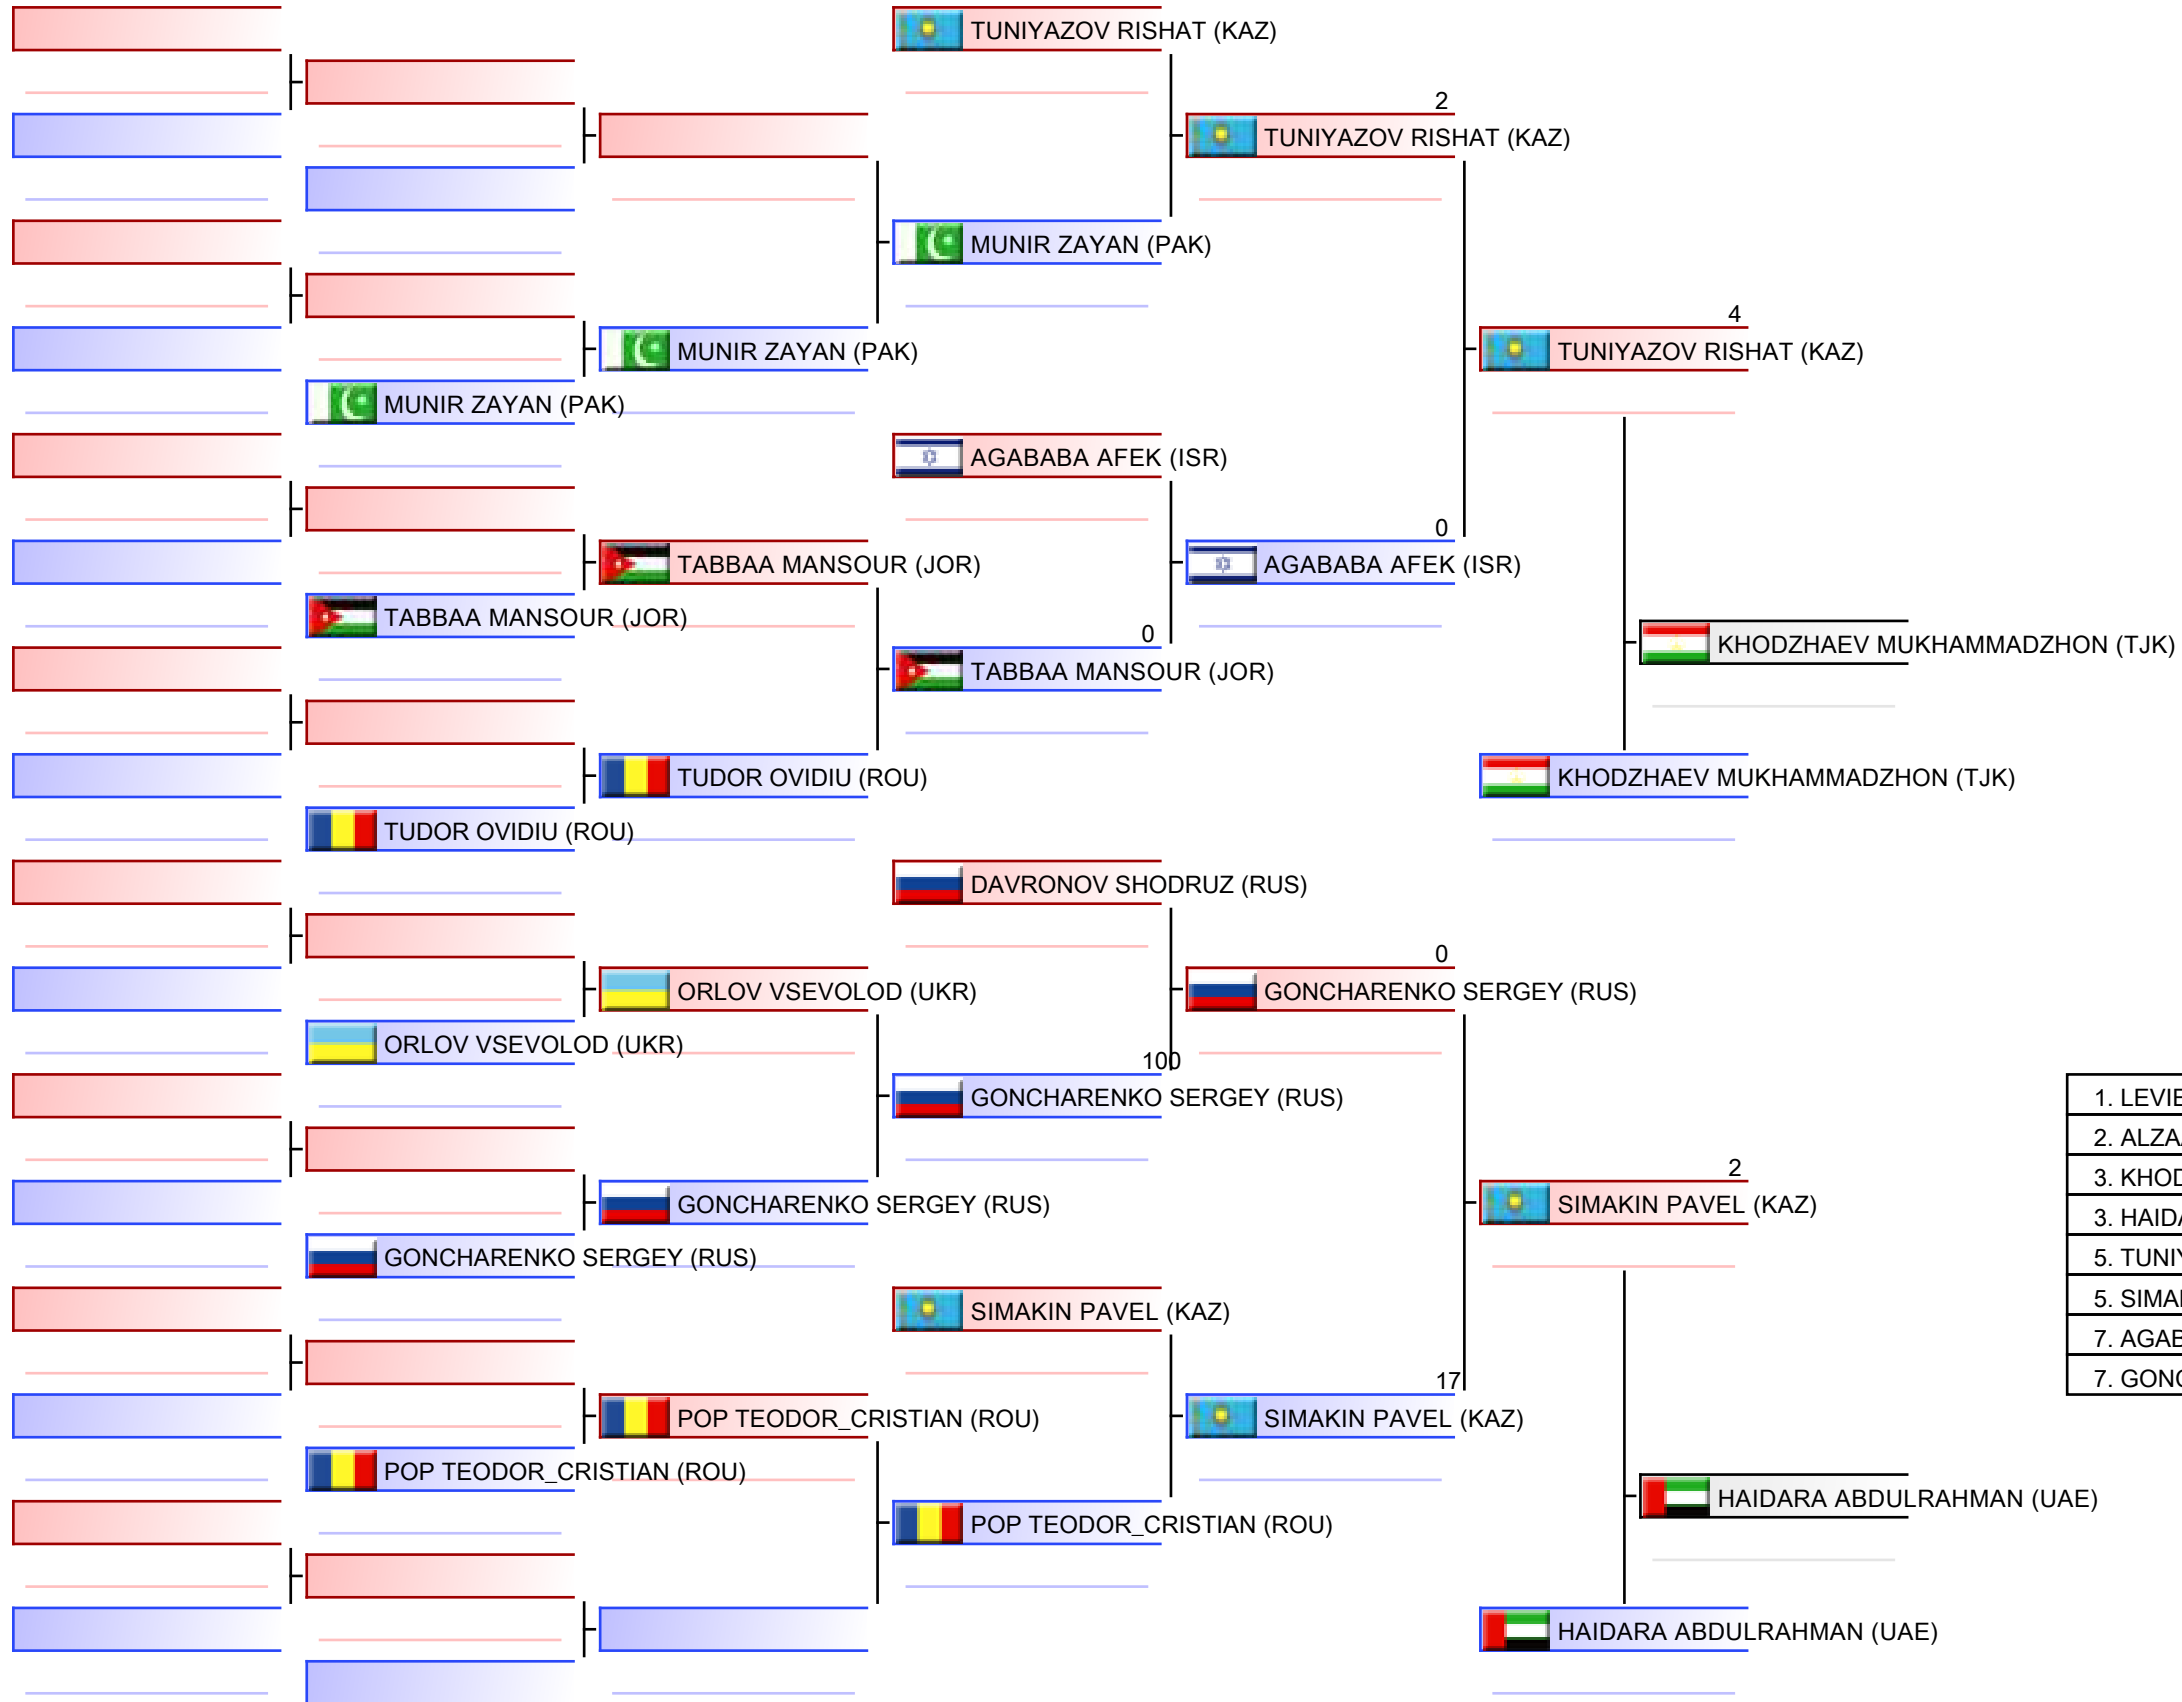 TUNIYAZOV RISHAT (KAZ)
2
TUNIYAZOV RISHAT (KAZ)
MUNIR ZAYAN (PAK)
4
MUNIR ZAYAN (PAK)
TUNIYAZOV RISHAT (KAZ)
MUNIR ZAYAN (PAK)
AGABABA AFEK (ISR)
0
TABBAA MANSOUR (JOR)
AGABABA AFEK (ISR)
TABBAA MANSOUR (JOR)
0
KHODZHAEV MUKHAMMADZHON (TJK)
TABBAA MANSOUR (JOR)
TUDOR OVIDIU (ROU)
KHODZHAEV MUKHAMMADZHON (TJK)
TUDOR OVIDIU (ROU)
DAVRONOV SHODRUZ (RUS)
0
ORLOV VSEVOLOD (UKR)
GONCHARENKO SERGEY (RUS)
ORLOV VSEVOLOD (UKR)
100
GONCHARENKO SERGEY (RUS)
1. LEVIE
2. ALZA
2
3. KHOD
GONCHARENKO SERGEY (RUS)
SIMAKIN PAVEL (KAZ)
3. HAIDA
GONCHARENKO SERGEY (RUS)
5. TUNIY
SIMAKIN PAVEL (KAZ)
5. SIMA
7. AGAB
17
7. GON
POP TEODOR_CRISTIAN (ROU)
SIMAKIN PAVEL (KAZ)
POP TEODOR_CRISTIAN (ROU)
HAIDARA ABDULRAHMAN (UAE)
POP TEODOR_CRISTIAN (ROU)
HAIDARA ABDULRAHMAN (UAE)